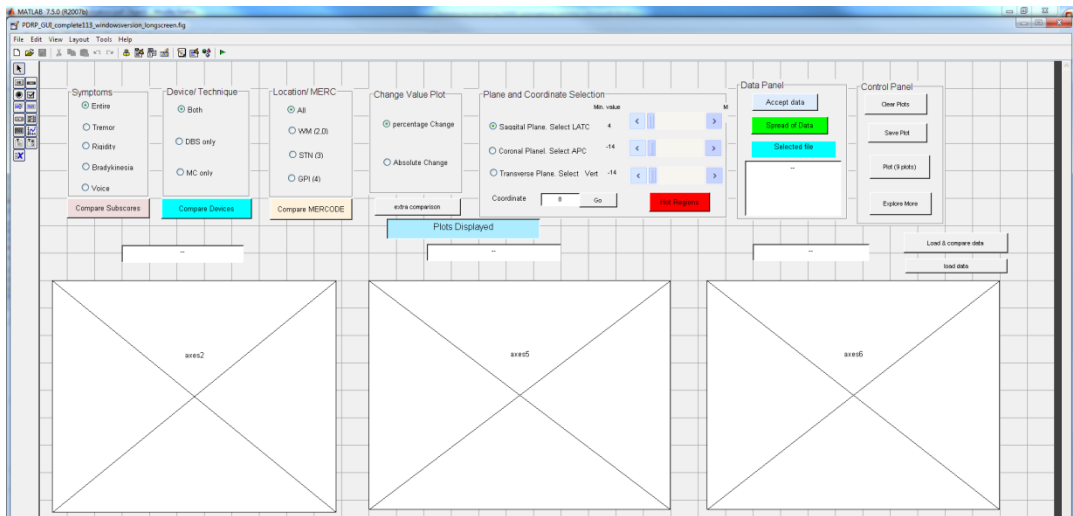 MATLAB 7.5.0 (R2007b)
PDRP_GUI_complete113_windowsversion_longscreen.fig
File Edit View Layout Tools Help
Symptoms
Entire
Tremor
Rigidity
Bradykinesia
Voice
Compare Subscores
Device/ Technique
Both
DBS only
MC only
Compare Devices
Location/ MERC
All
WM (2,0)
STN (3)
GPI (4)
Compare MERCODE
Change Value Plot
percentage Change
Absolute Change
extra comparison
Plane and Coordinate Selection
Min. value M
Saggital Plane. Select LATC 4
Coronal Planel. Select APC -14
Transverse Plane. Select Vert -14
Coordinate 0 Go
Plot Regions
Data Panel
Accept data
Spread of Data
Selected file
--
Control Panel
Clear Plots
Save Plot
Plot (9 plots)
Explore More
Plots Displayed
-- -- --
Load & compare data
load data
axes2 axes5 axes6